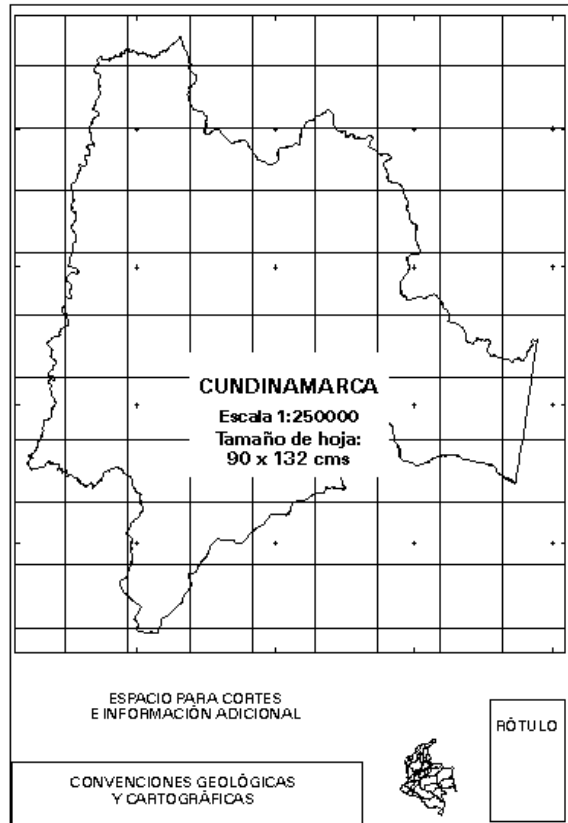 CUNDINAMARCA
Escala 1:250000
Tamaño de hoja:
90 x 132 cms
ESPACIO PARA CORTES
E INFORMACIÓN ADICIONAL
RÓTULO
CONVENCIONES GEOLÓGICAS
Y CARTOGRÁFICAS